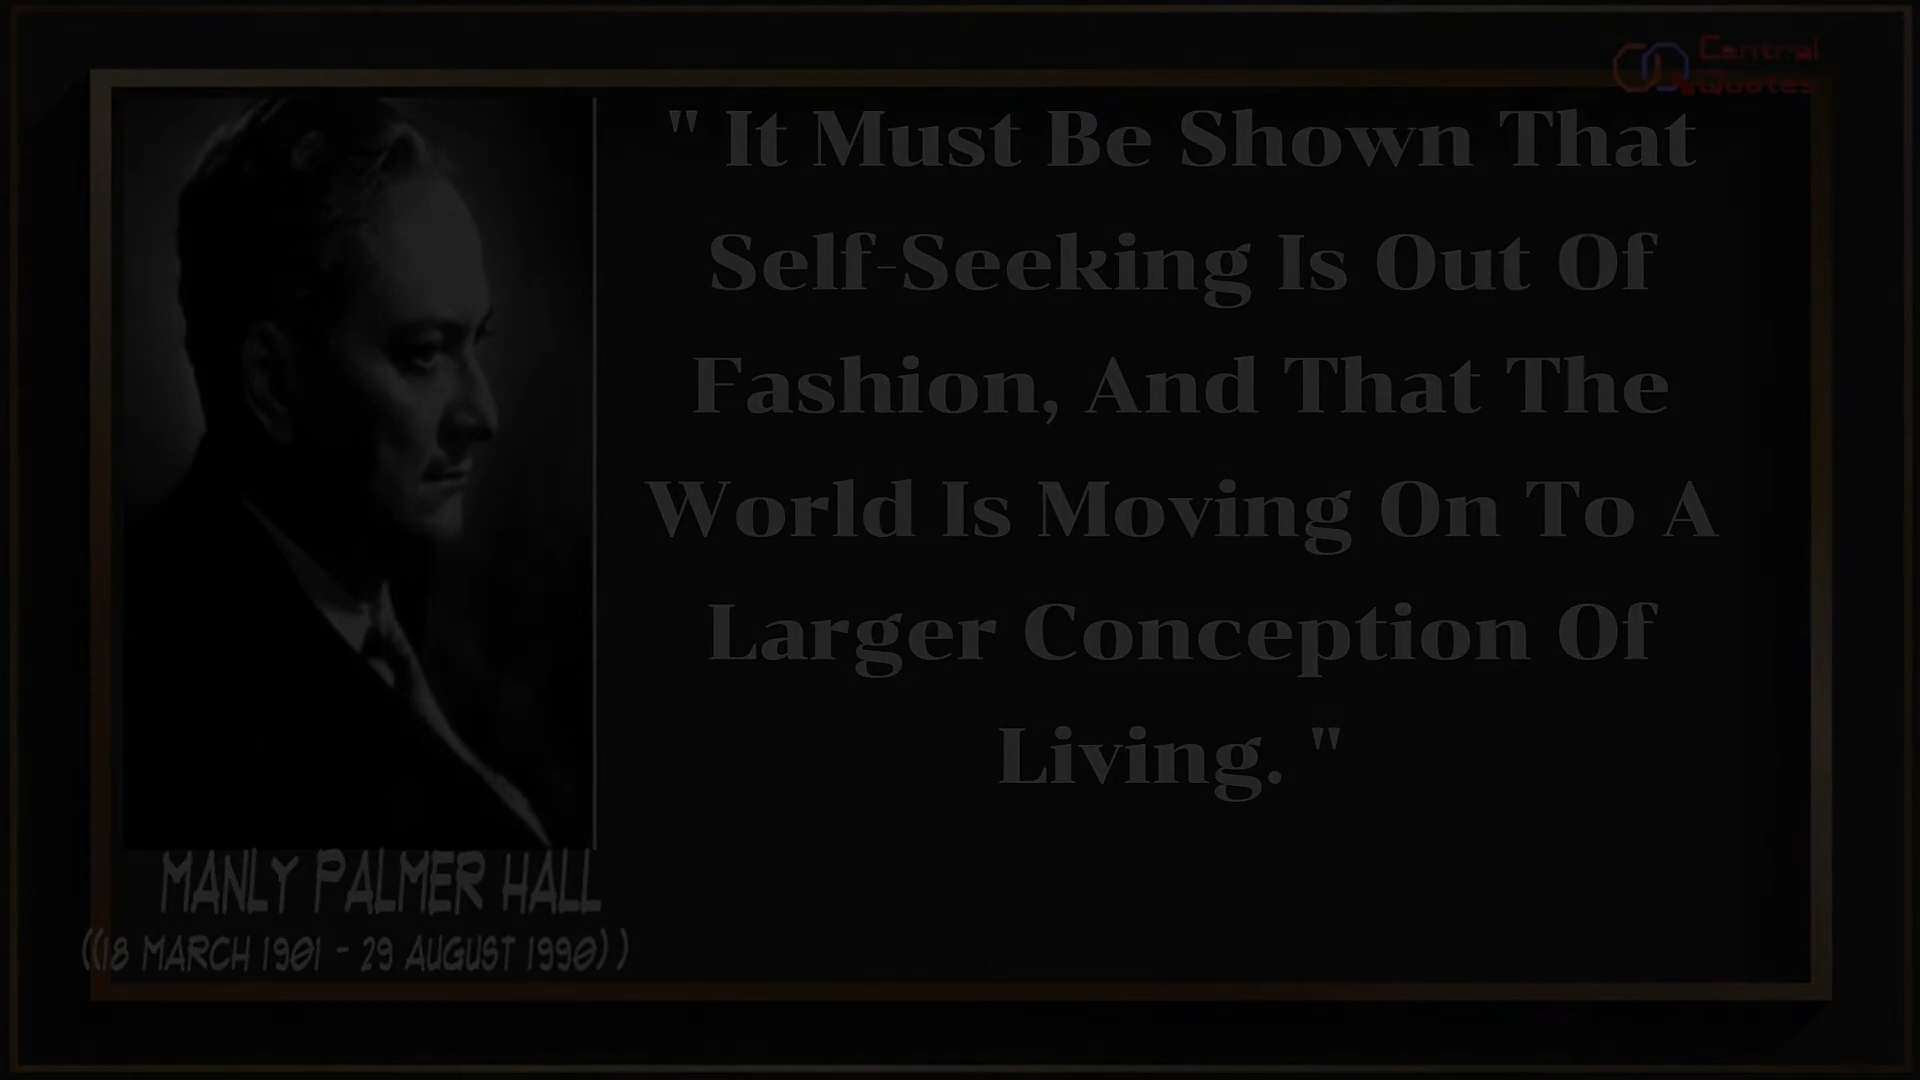 Central
Quotes
" It Must Be Shown That
Self-Seeking Is Out Of
Fashion, And That The
World Is Moving On To A
Larger Conception Of
Living. "
MANLY PALMER HALL
((18 MARCH 1901 - 29 AUGUST 1990))